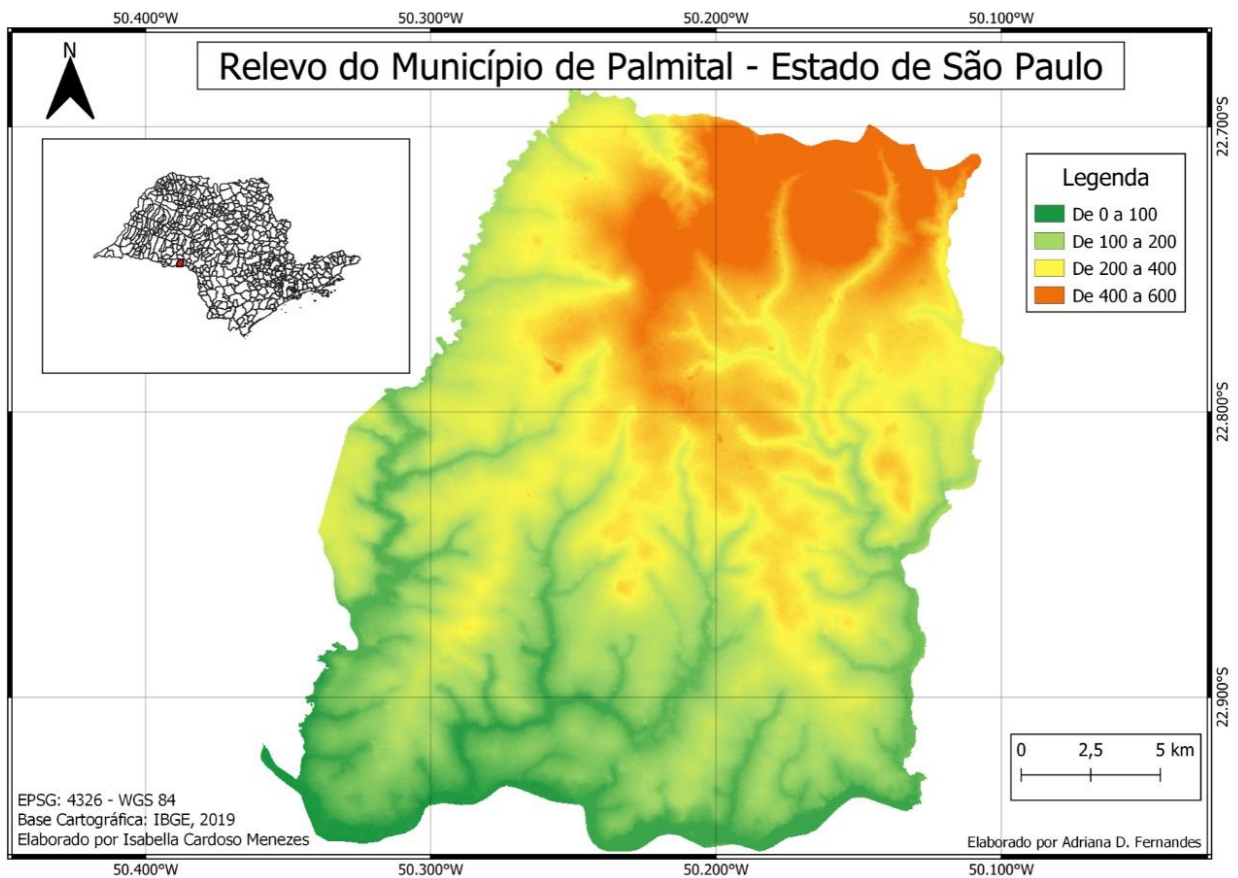 50.400°W 50.300°W 50.200°W 50.100°W
N
Relevo do Município de Palmital - Estado de São Paulo
22.700°S
Legenda
De 0 a 100
De 100 a 200
De 200 a 400
De 400 a 600
22.800°S
22.900°S
0 2,5 5 km
EPSG: 4326 - WGS 84
Base Cartográfica: IBGE, 2019
Elaborado por Isabella Cardoso Menezes
Elaborado por Adriana D. Fernandes
50.400°W 50.300°W 50.200°W 50.100°W